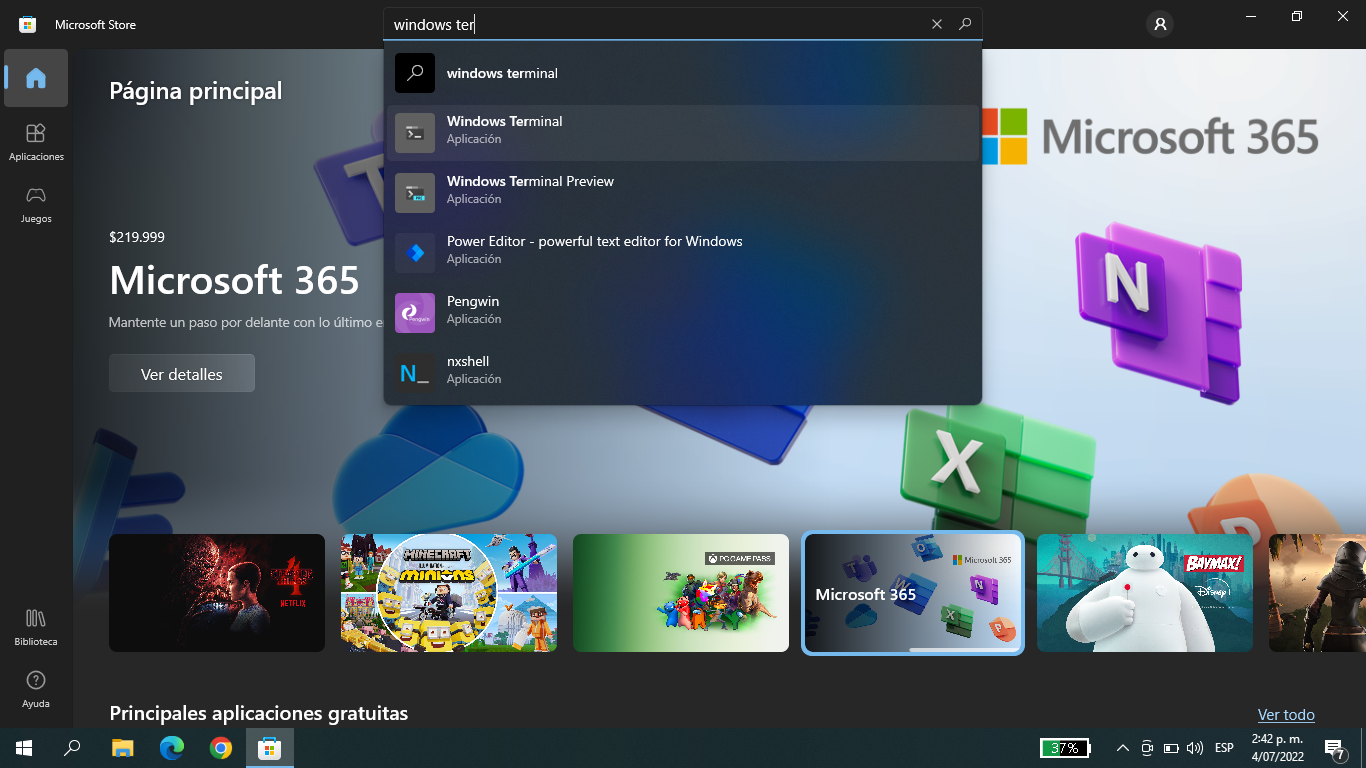 Microsoft Store
windows ter
windows terminal
Windows Terminal
Aplicación
Windows Terminal Preview
Aplicación
Power Editor - powerful text editor for Windows
Aplicación
Pengwin
Aplicación
nxshell
Aplicación
Aplicaciones
Juegos
Biblioteca
Ayuda
Página principal
$219.999
Microsoft 365
Mantente un paso por delante con lo último e
Ver detalles
Microsoft 365
NETFLIX
MINECRAFT
MINIONS
PC GAME PASS
Microsoft 365
Microsoft 365
BAYMAX!
Disney+
Principales aplicaciones gratuitas
Ver todo
37%
ESP
2:42 p. m.
4/07/2022
7